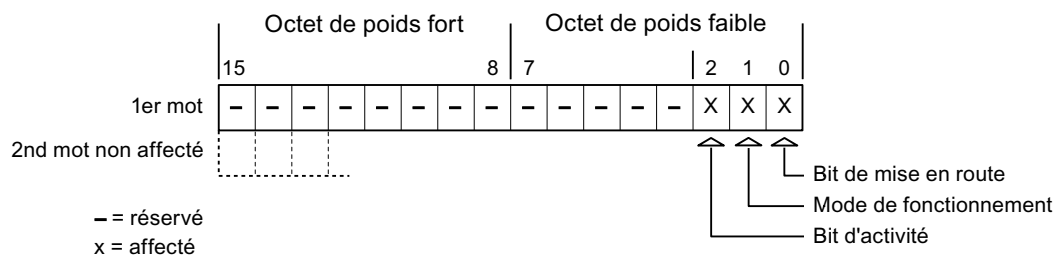 Octet de poids fort Octet de poids faible
15 8 7 2 1 0
1er mot – – – – – – – – – – – – – X X X
2nd mot non affecté
Bit de mise en route
Mode de fonctionnement
Bit d'activité
– = réservé
x = affecté